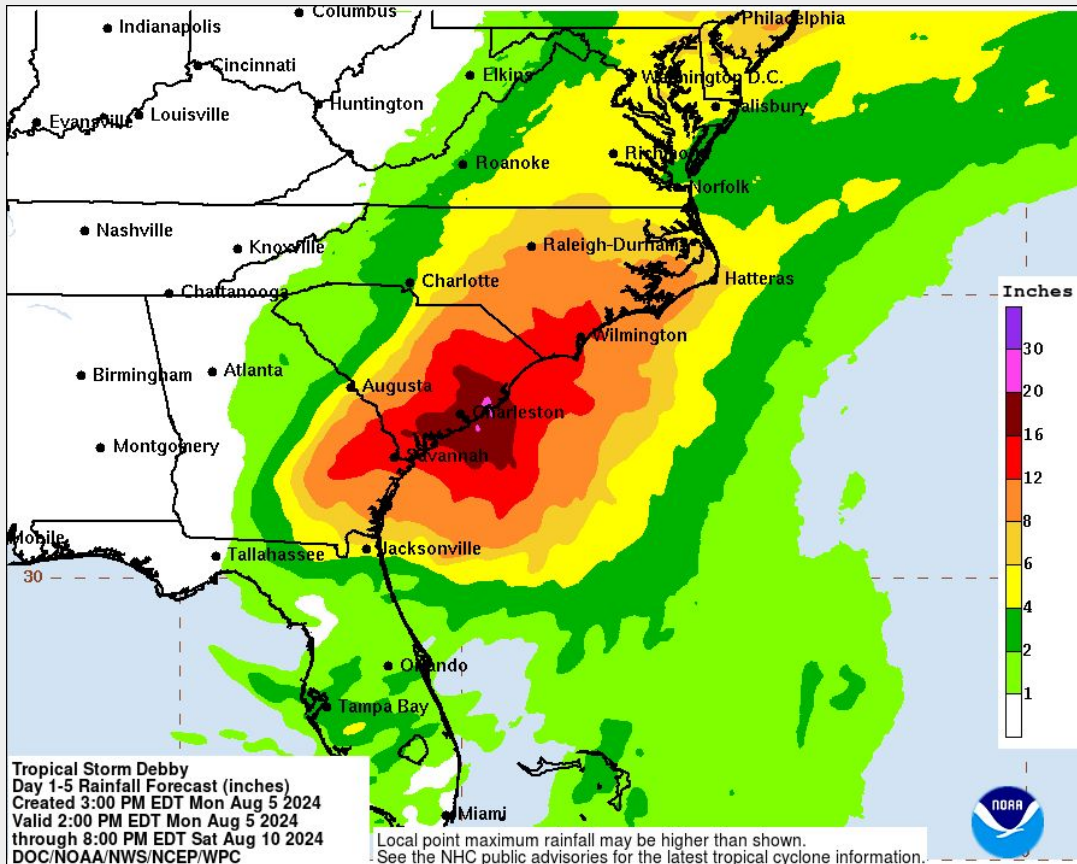 Columbus
Philadelphia
Indianapolis
Cincinnati
Elkins
Washington D.C.
Huntington
Salisbury
Evansville
Louisville
Richmond
Roanoke
Norfolk
Nashville
Knoxville
Raleigh-Durham
Charlotte
Hatteras
Chattanooga
Inches
Wilmington
30
Birmingham
Atlanta
20
Augusta
Charleston
16
Montgomery
Savannah
12
8
Mobile
Tallahassee
Jacksonville
6
30
4
2
Orlando
1
Tampa Bay
Tropical Storm Debby
Day 1-5 Rainfall Forecast (inches)
Created 3:00 PM EDT Mon Aug 5 2024
Valid 2:00 PM EDT Mon Aug 5 2024
through 8:00 PM EDT Sat Aug 10 2024
DOC/NOAA/NWS/NCEP/WPC
Miami
NOAA
Local point maximum rainfall may be higher than shown.
See the NHC public advisories for the latest tropical cyclone information.